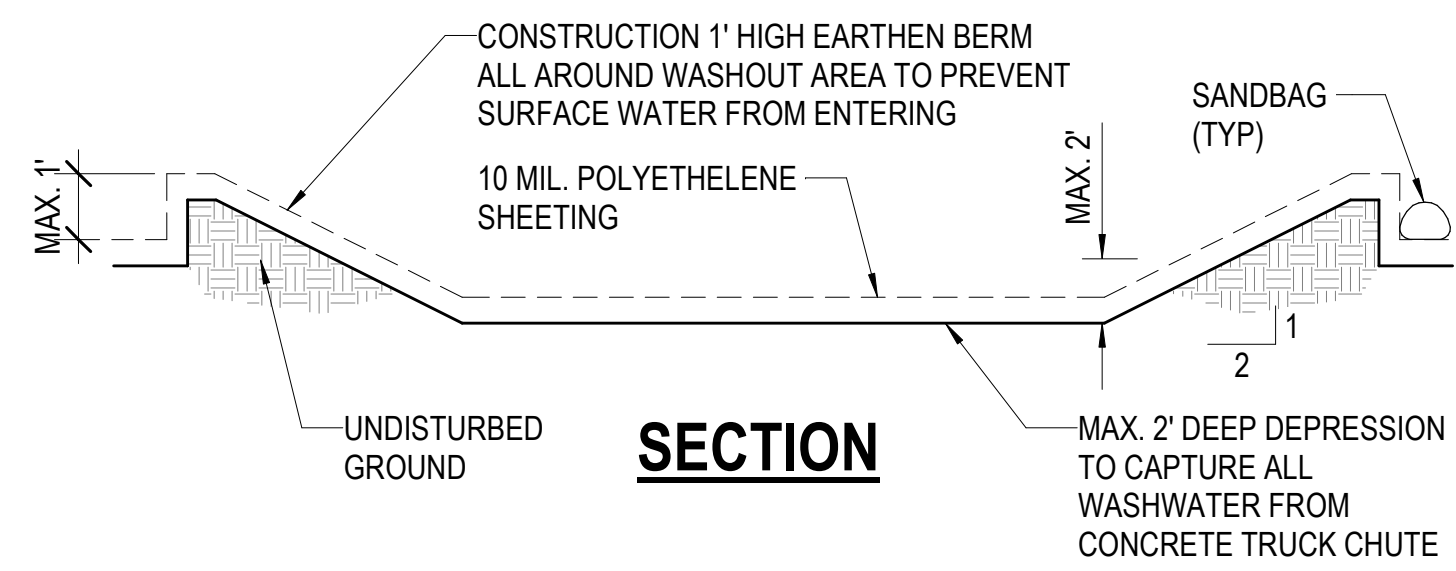 CONSTRUCTION 1' HIGH EARTHEN BERM
ALL AROUND WASHOUT AREA TO PREVENT
SURFACE WATER FROM ENTERING
SANDBAG
(TYP)
MAX. 1'
10 MIL. POLYETHELENE
SHEETING
MAX. 2'
1
2
UNDISTURBED
GROUND
SECTION
MAX. 2' DEEP DEPRESSION
TO CAPTURE ALL
WASHWATER FROM
CONCRETE TRUCK CHUTE